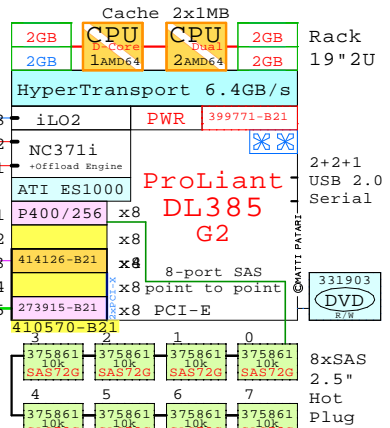 Cache 2x1MB
2GB CPU CPU 2GB Rack
D-Core Dual
2GB 1AMD64 2AMD64 2GB 19"2U
HyperTransport 6.4GB/s
iLO2 PWR 399771-B21
NC371i
+Offload Engine
2+2+1
USB 2.0
Serial
ATI ES1000
ProLiant
DL385
G2
P400/256 x8
x8
414126-B21 x4
8-port SAS
point to point
x8
2xPCI-X
273915-B21 x8 PCI-E
©MATTI PATARI
331903
DVD
R/W
410570-B21
3 2 1 0
375861 375861 375861 375861 8xSAS
10k 10k 10k 10k
SAS72G SAS72G SAS72G SAS72G 2.5"
4 5 6 7 Hot
375861 375861 375861 375861 Plug
10k 10k 10k 10k